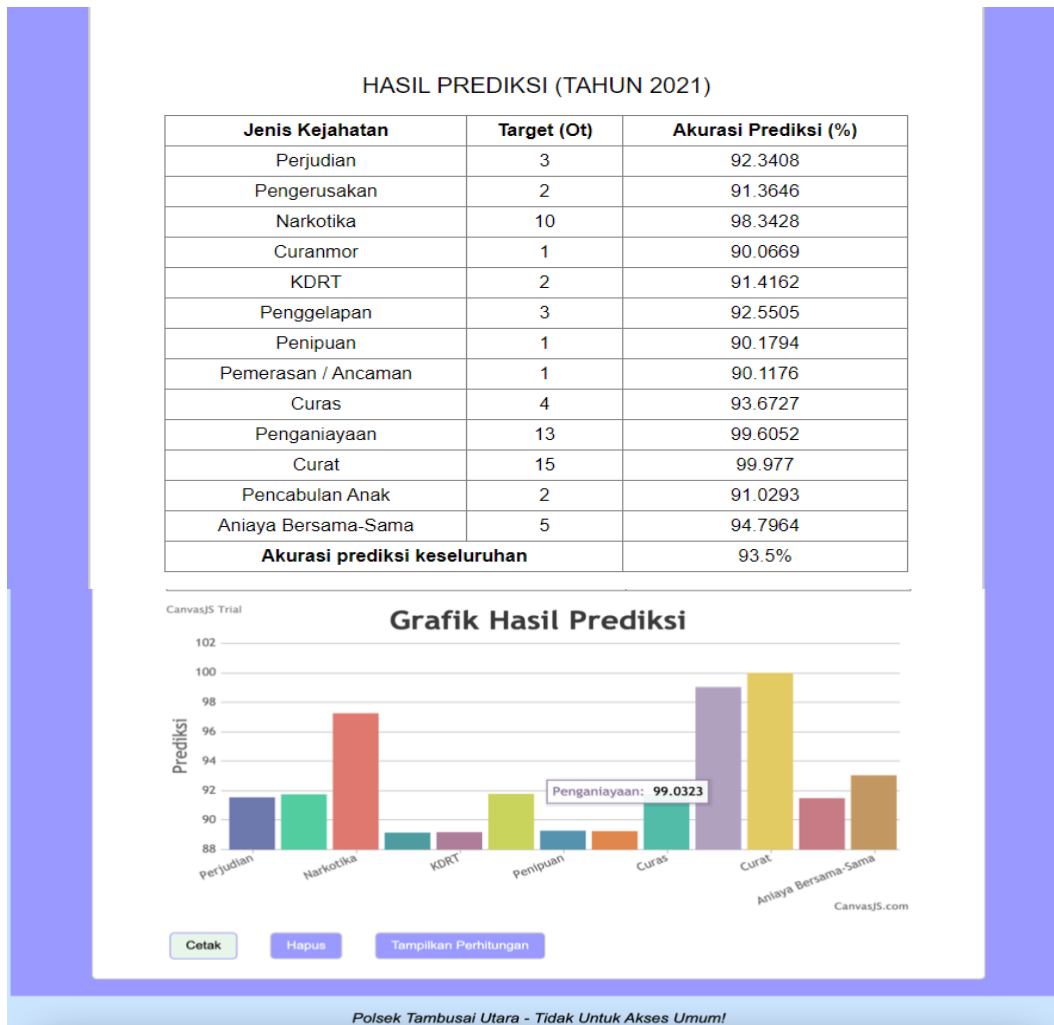 HASIL PREDIKSI (TAHUN 2021)
Jenis Kejahatan Target (Ot) Akurasi Prediksi (%)
Perjudian 3 92.3408
Pengerusakan 2 91.3646
Narkotika 10 98.3428
Curanmor 1 90.0669
KDRT 2 91.4162
Penggelapan 3 92.5505
Penipuan 1 90.1794
Pemerasan / Ancaman 1 90.1176
Curas 4 93.6727
Penganiayaan 13 99.6052
Curat 15 99.977
Pencabulan Anak 2 91.0293
Aniaya Bersama-Sama 5 94.7964
Akurasi prediksi keseluruhan 93.5%
CanvasJS Trial
Grafik Hasil Prediksi
102
100
98
96
94
92
90
88
Prediksi
Penganiayaan: 99.0323
Perjudian Narkotika KDRT Penipuan Curas Curat Aniaya Bersama-Sama
CanvasJS.com
Cetak Hapus Tampilkan Perhitungan
Polsek Tambusai Utara - Tidak Untuk Akses Umum!